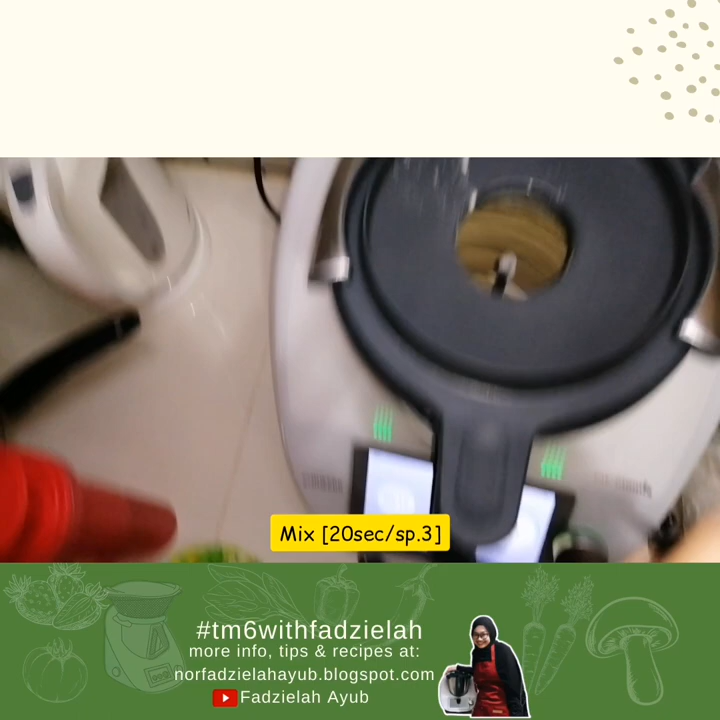 Mix [20sec/sp.3]
#tm6withfadzielah
more info, tips & recipes at:
norfadzielahayub.blogspot.com
Fadzielah Ayub